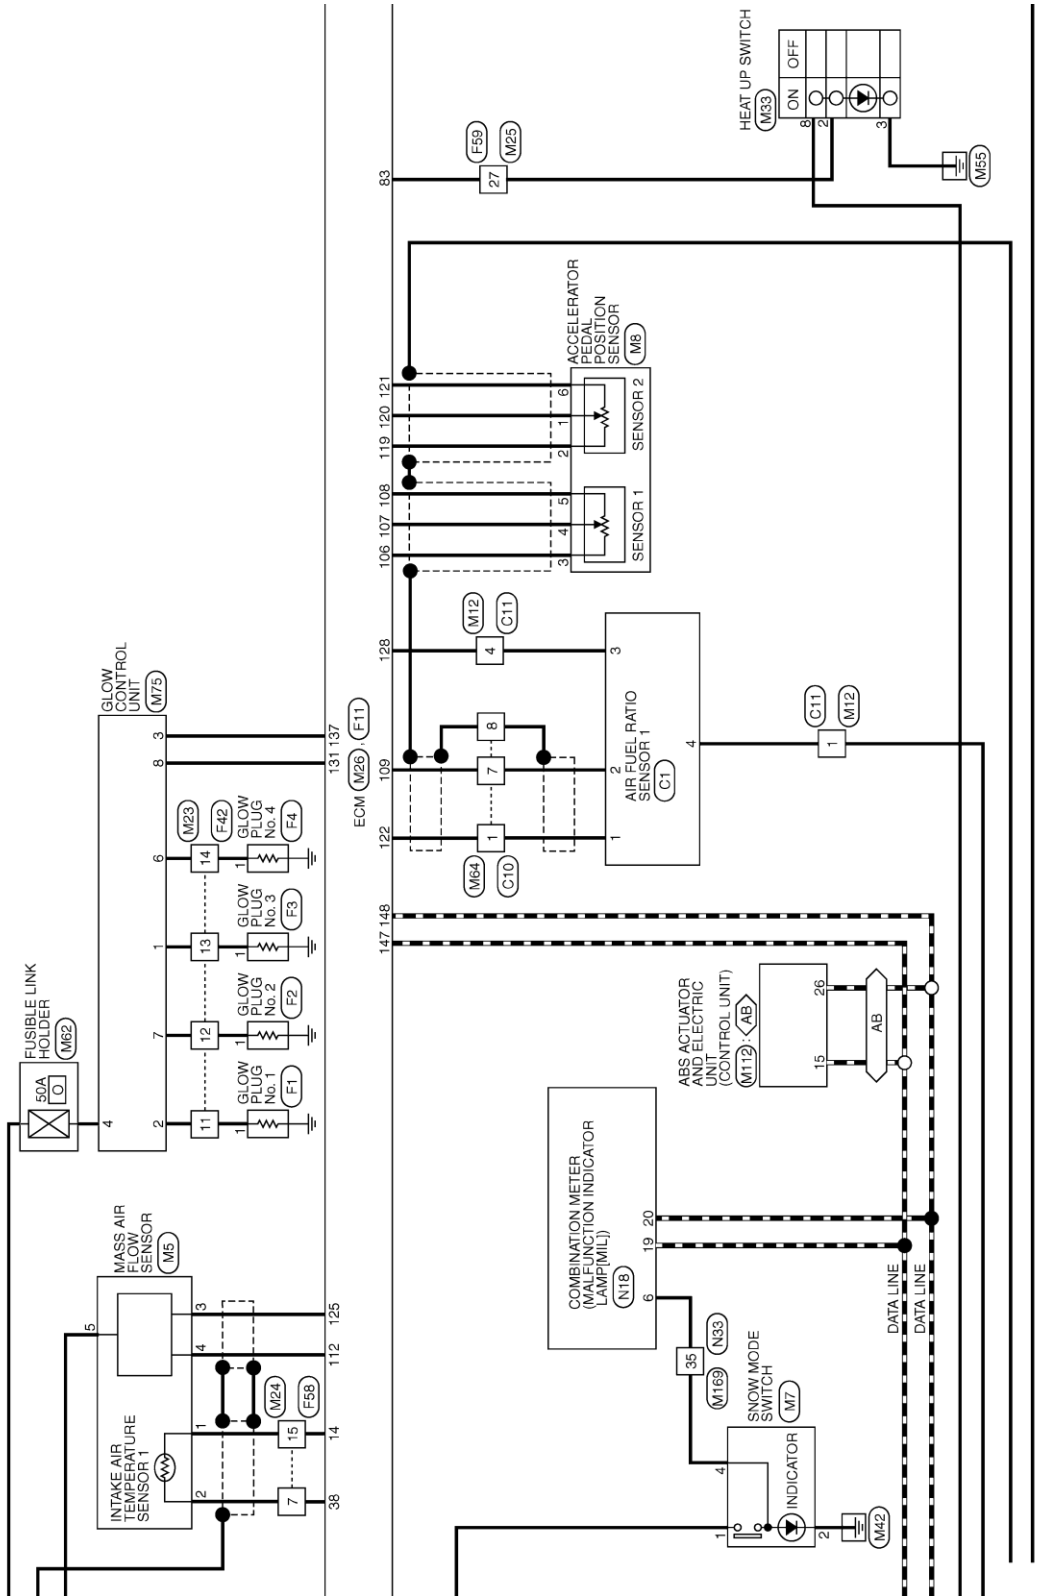 FUSIBLE LINK
HOLDER
M62
50A
O
4
GLOW
CONTROL
UNIT
M75
2
7
1
6
8
3
11
12
13
14
M23
F42
1
GLOW
PLUG
No. 1
F1
1
GLOW
PLUG
No. 2
F2
1
GLOW
PLUG
No. 3
F3
1
GLOW
PLUG
No. 4
F4
MASS AIR
FLOW
SENSOR
M5
5
INTAKE AIR
TEMPERATURE
SENSOR 1
2
1
4
3
7
15
M24
F58
38
14
112
125
131
137
ECM M26 , F11
147
148
122
109
128
106
107
108
119
120
121
83
M64
C10
1
7
8
M12
C11
4
1
2
3
AIR FUEL RATIO
SENSOR 1
C1
4
1
C11
M12
3
4
5
2
1
6
SENSOR 1
SENSOR 2
ACCELERATOR
PEDAL
POSITION
SENSOR
M8
F59
M25
27
HEAT UP SWITCH
M33
ON
OFF
8
2
3
M55
COMBINATION METER
(MALFUNCTION INDICATOR
LAMP[MIL])
N18
6
19
20
35
M169
N33
ABS ACTUATOR
AND ELECTRIC
UNIT
(CONTROL UNIT)
M112 : AB
15
26
AB
DATA LINE
DATA LINE
SNOW MODE
SWITCH
M7
1
4
INDICATOR
2
M42